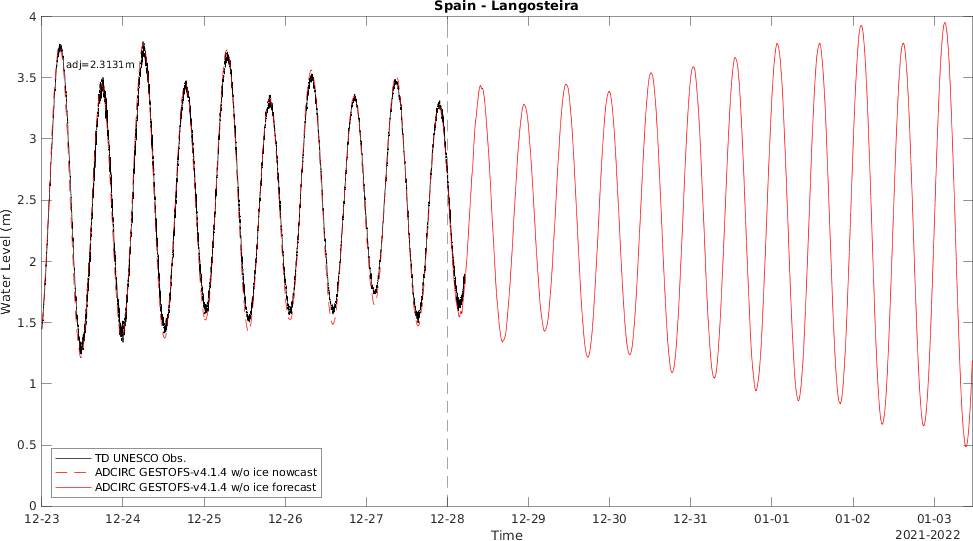 Spain - Langosteira
4
3.5
3
2.5
2
1.5
1
0.5
0
Water Level (m)
adj=2.3131m
TD UNESCO Obs.
ADCIRC GESTOFS-v4.1.4 w/o ice nowcast
ADCIRC GESTOFS-v4.1.4 w/o ice forecast
12-23 12-24 12-25 12-26 12-27 12-28 12-29 12-30 12-31 01-01 01-02 01-03
2021-2022
Time